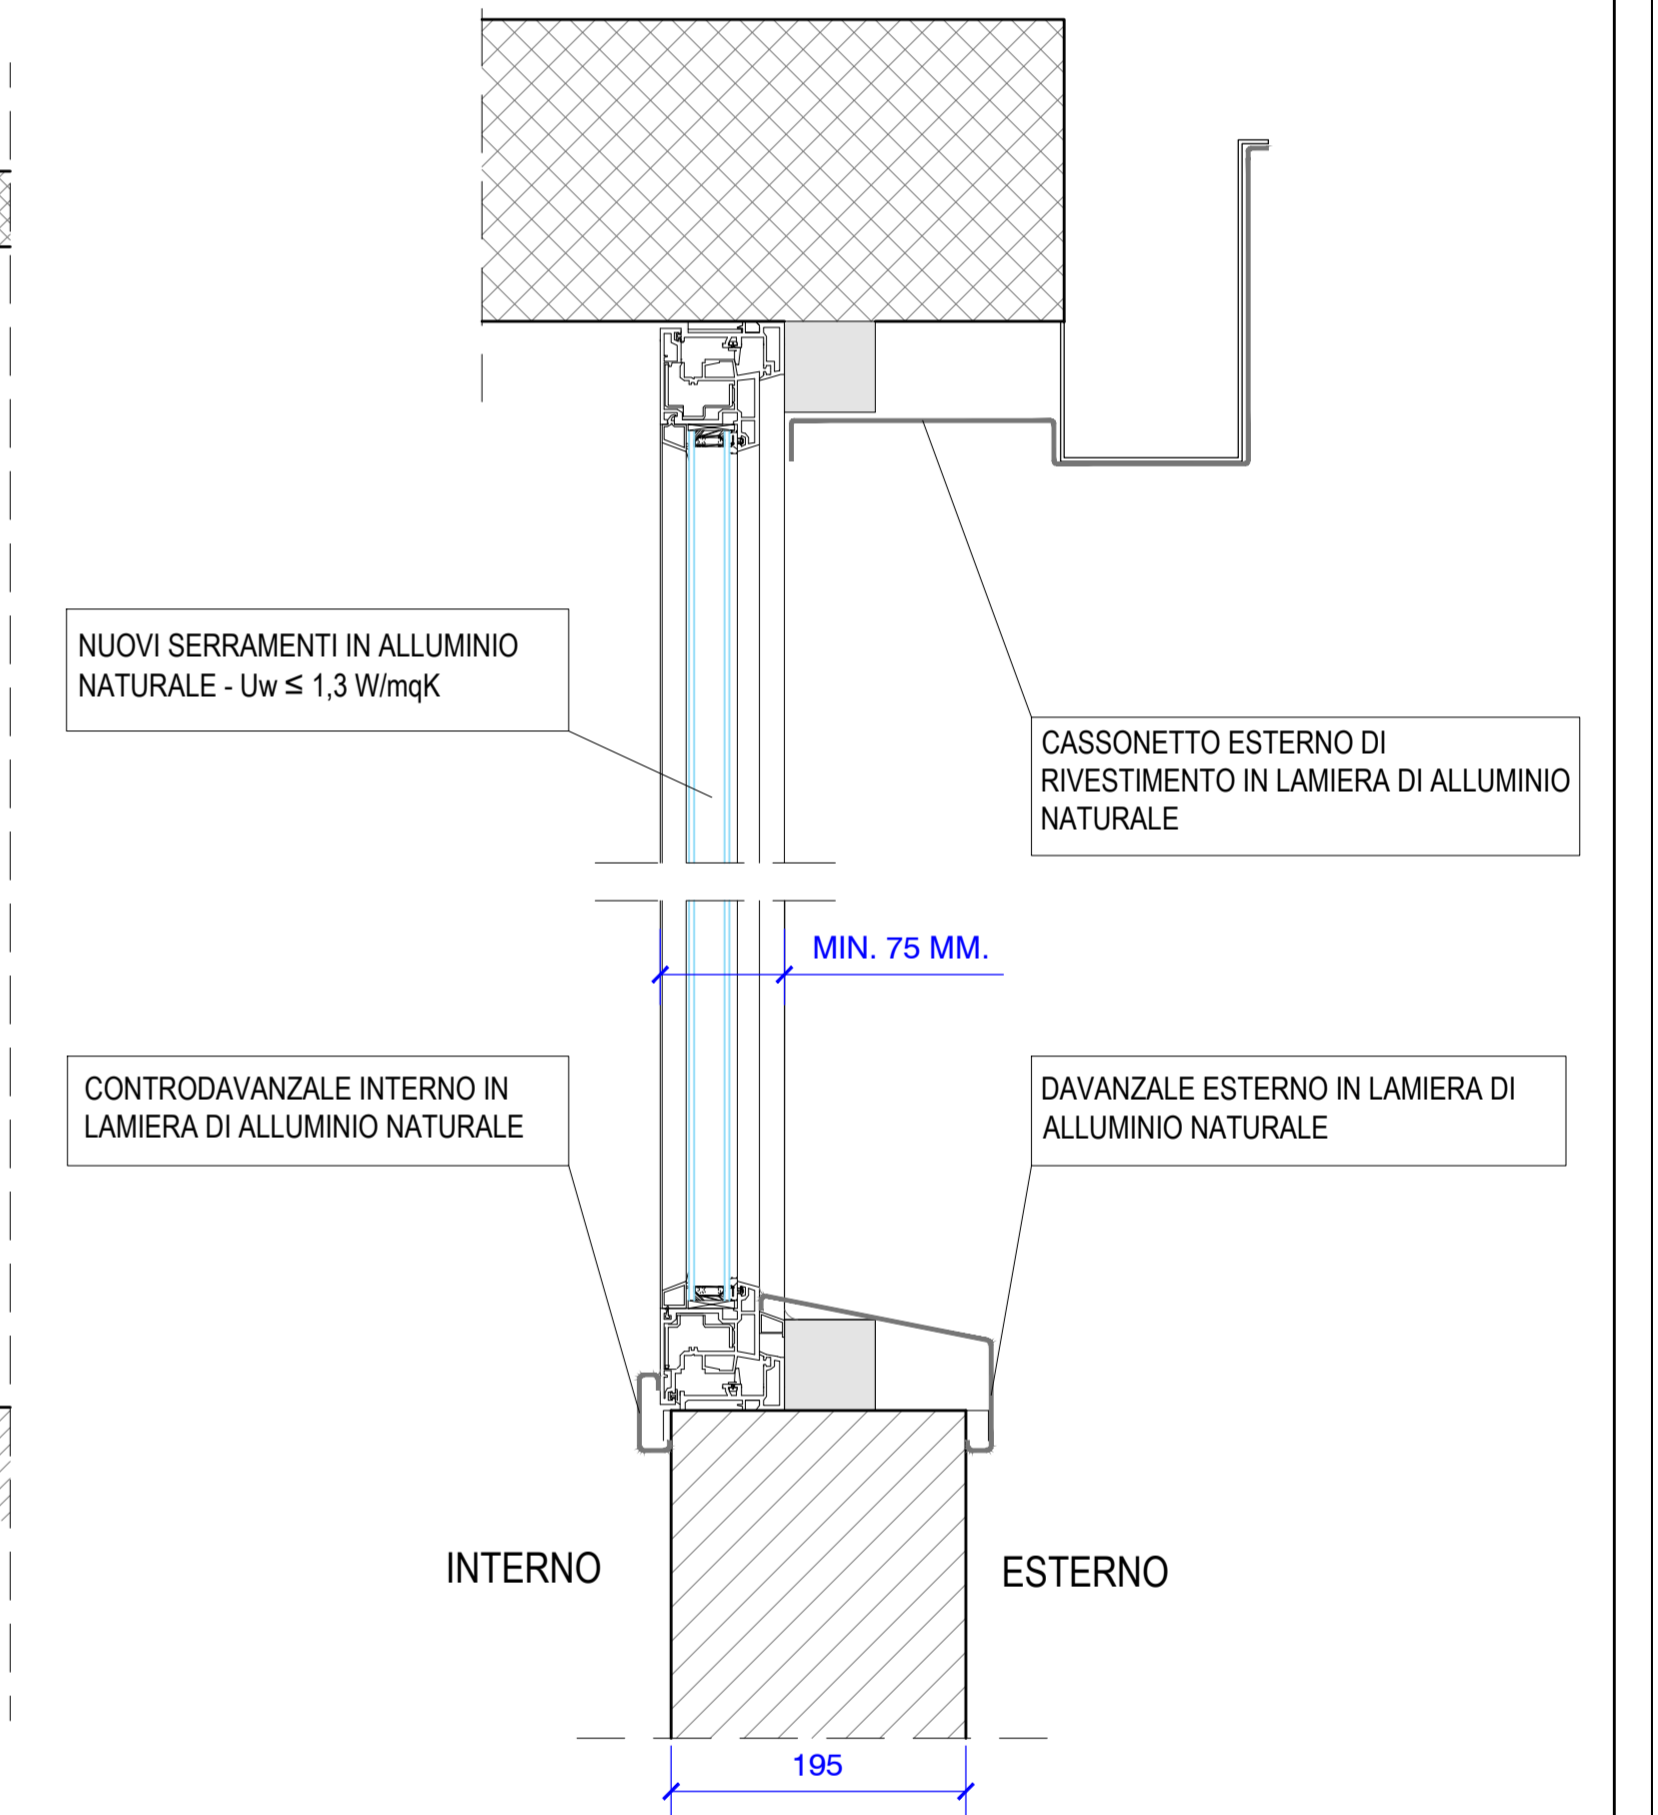 NUOVI SERRAMENTI IN ALLUMINIO
NATURALE - Uw ≤ 1,3 W/mqK
CASSONETTO ESTERNO DI
RIVESTIMENTO IN LAMIERA DI ALLUMINIO
NATURALE
MIN. 75 MM.
CONTRODAVANZALE INTERNO IN
LAMIERA DI ALLUMINIO NATURALE
DAVANZALE ESTERNO IN LAMIERA DI
ALLUMINIO NATURALE
INTERNO
ESTERNO
195